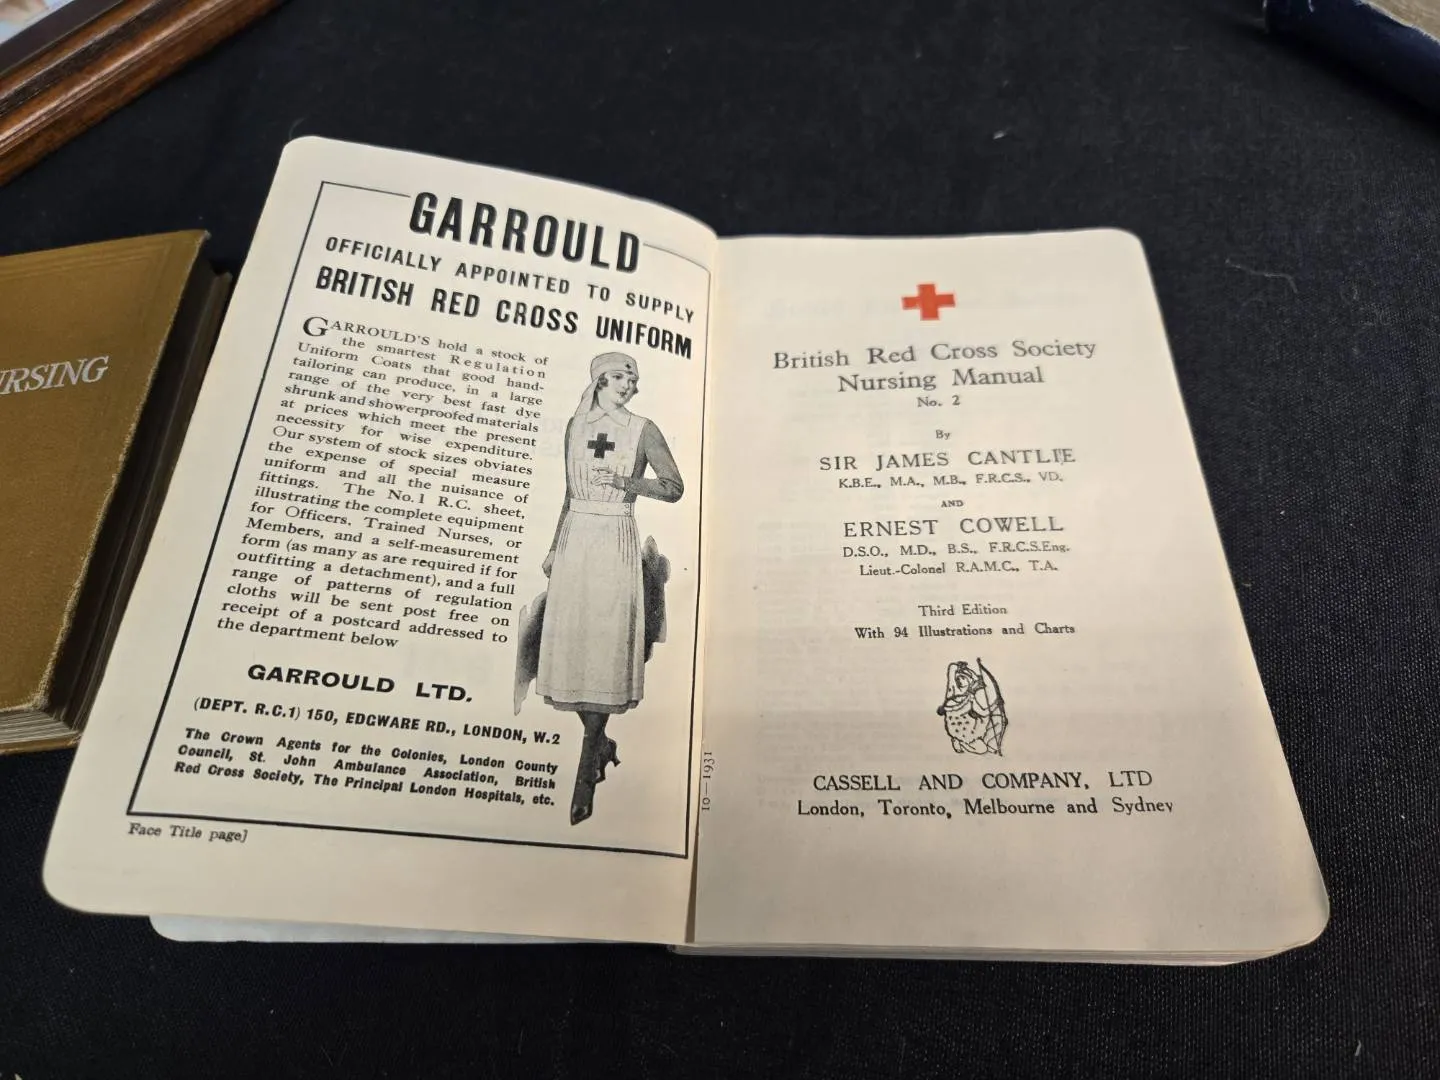 URSING
GARROULD
OFFICIALLY APPOINTED TO SUPPLY
BRITISH RED CROSS UNIFORM
GARROULD'S hold a stock of
the smartest Regulation
Uniform Coats that good hand-
tailoring can produce, in a large
range of the very best fast dye
shrunk and showerproofed materials
at prices which meet the present
necessity for wise expenditure.
Our system of stock sizes obviates
the expense of special measure
uniform and all the nuisance of
fittings. The No. 1 R.C. sheet,
illustrating the complete equipment
for Officers, Trained Nurses, or
Members, and a self-measurement
form (as many as are required if for
outfitting a detachment), and a full
range of patterns of regulation
cloths will be sent post free on
receipt of a postcard addressed to
the department below
GARROULD LTD.
(DEPT. R.C.1) 150, EDGWARE RD., LONDON, W.2
The Crown Agents for the Colonies, London County
Council, St. John Ambulance Association, British
Red Cross Society, The Principal London Hospitals, etc.
Face Title page]
10—1931
British Red Cross Society
Nursing Manual
No. 2
By
SIR JAMES CANTLIE
K.B.E., M.A., M.B., F.R.C.S., V.D.
AND
ERNEST COWELL
D.S.O., M.D., B.S., F.R.C.S.Eng.
Lieut.-Colonel R.A.M.C., T.A.
Third Edition
With 94 Illustrations and Charts
CASSELL AND COMPANY, LTD
London, Toronto, Melbourne and Sydney